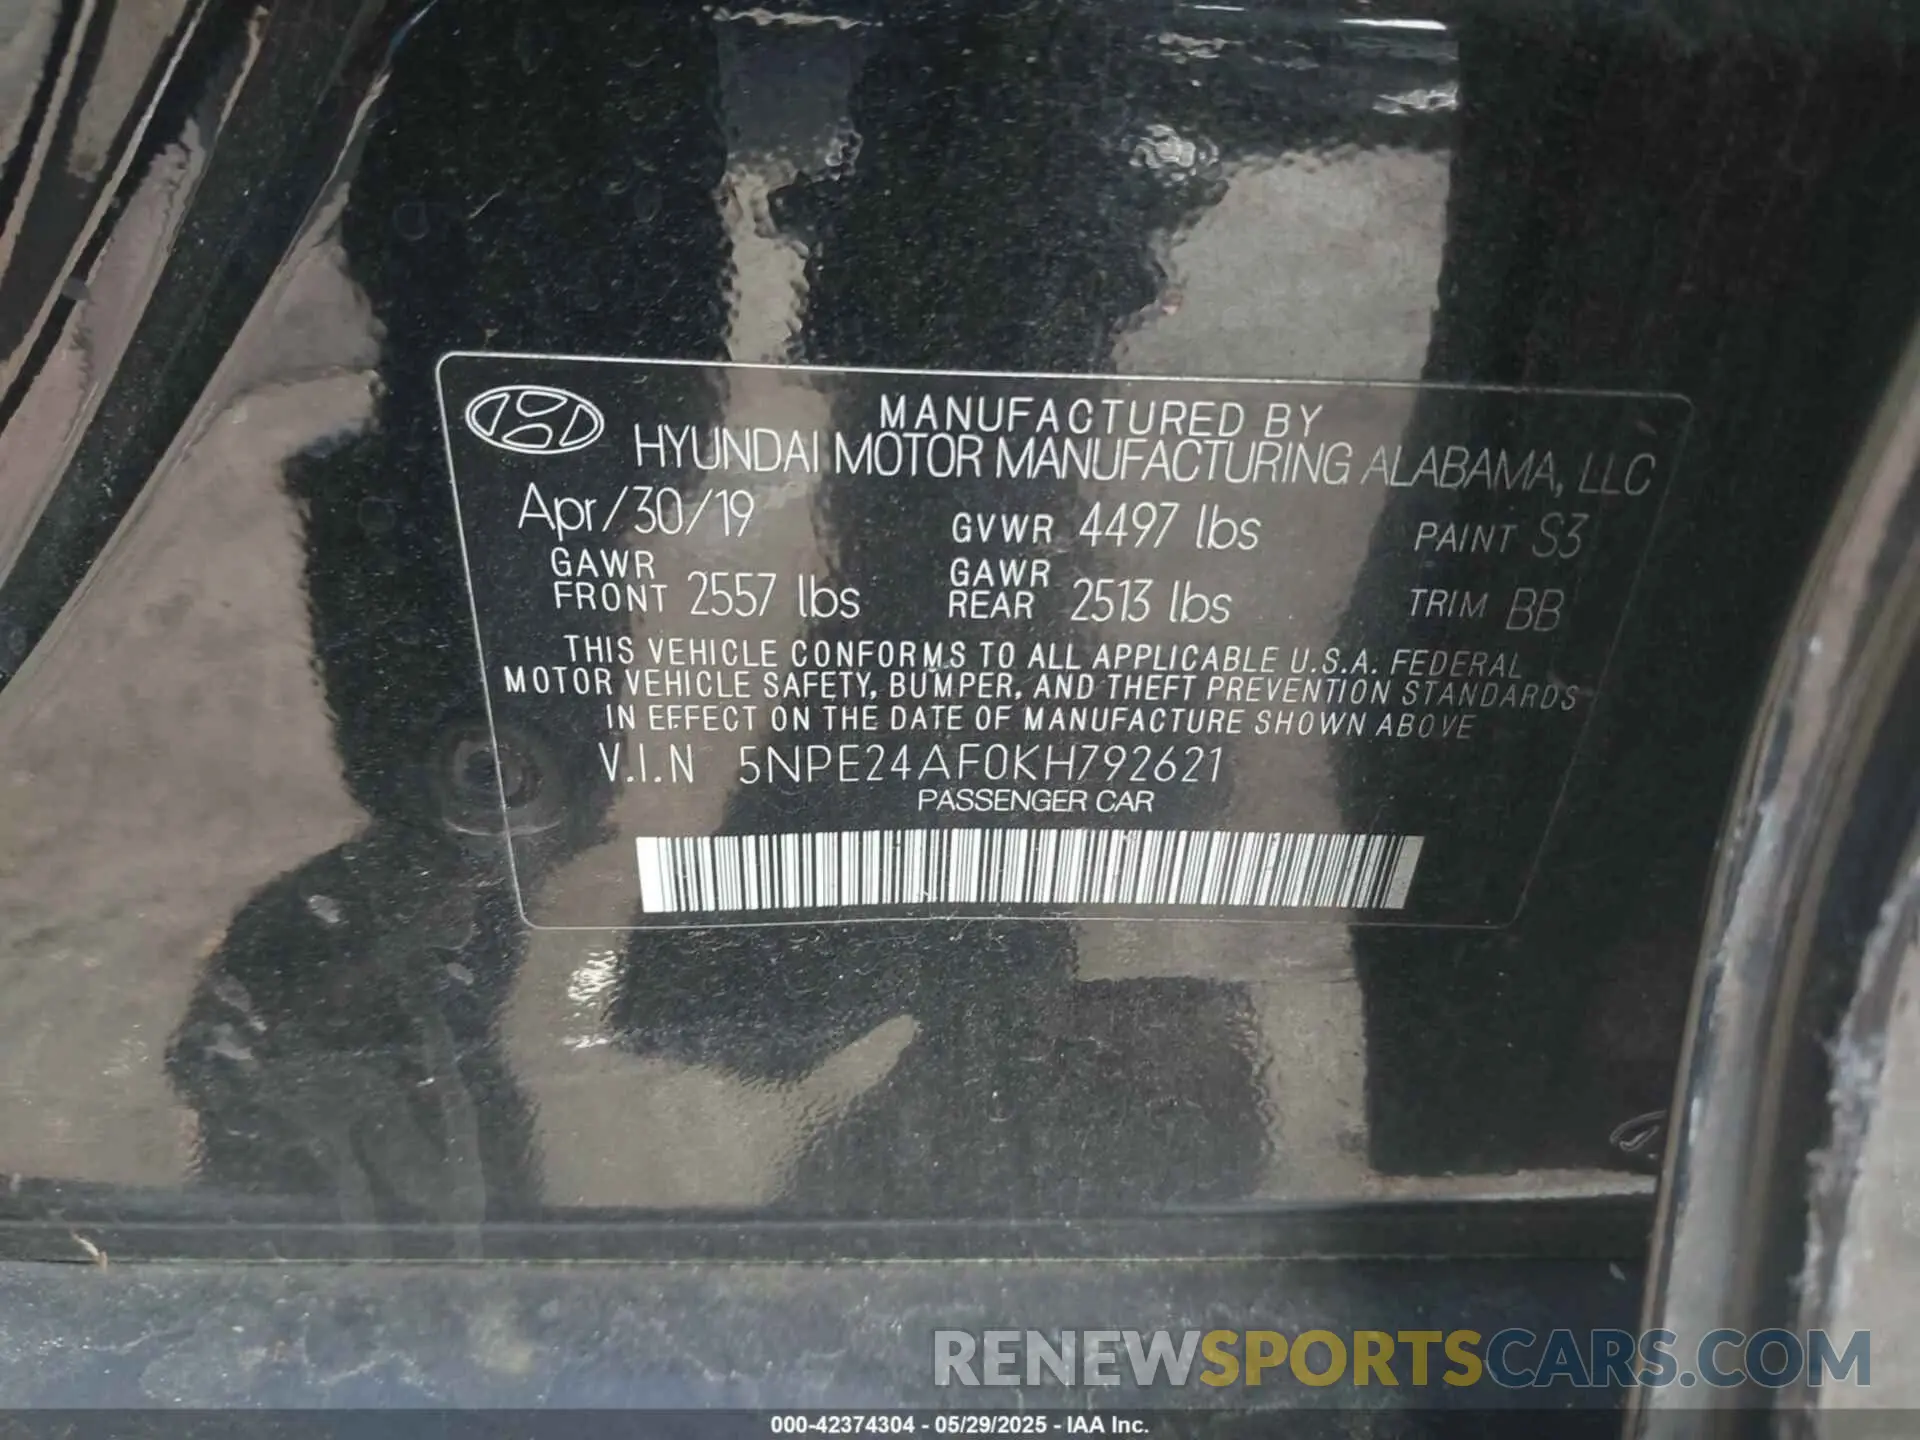 MANUFACTURED BY
HYUNDAI MOTOR MANUFACTURING ALABAMA, LLC
Apr/30/19 GVWR 4497 lbs PAINT S3
GAWR FRONT 2557 lbs GAWR REAR 2513 lbs TRIM BB
THIS VEHICLE CONFORMS TO ALL APPLICABLE U.S.A. FEDERAL
MOTOR VEHICLE SAFETY, BUMPER, AND THEFT PREVENTION STANDARDS
IN EFFECT ON THE DATE OF MANUFACTURE SHOWN ABOVE
V.I.N 5NPE24AF0KH792621
PASSENGER CAR
RENEWSPORTSCARS.COM
000-42374304 - 05/29/2025 - IAA Inc.